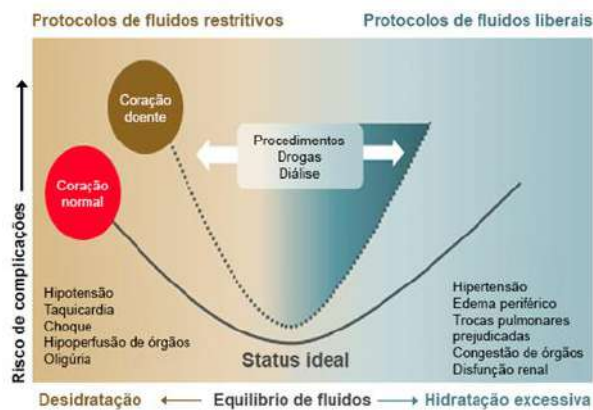 Protocolos de fluidos restritivos
Protocolos de fluidos liberais
Risco de complicações
Coração
doente
Coração
normal
Procedimentos
Drogas
Diálise
Hipotensão
Taquicardia
Choque
Hipoperfusão de órgãos
Oligúria
Status ideal
Hipertensão
Edema periférico
Trocas pulmonares
prejudicadas
Congestão de órgãos
Disfunção renal
Desidratação
Equilíbrio de fluidos
Hidratação excessiva